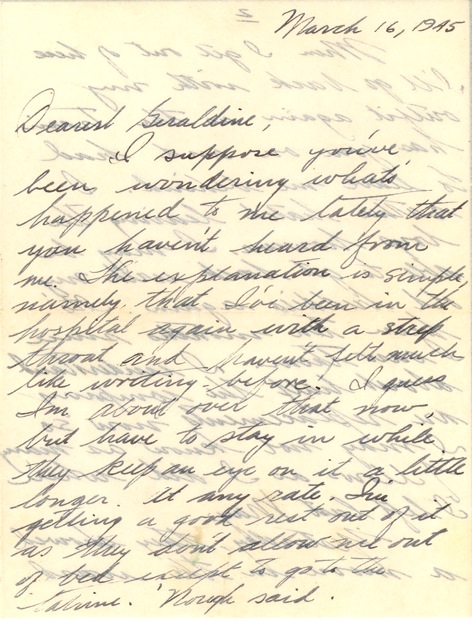 March 16, 1945
Dearest Geraldine,
I suppose you've
been wondering what's
happened to me lately that
you haven't heard from
me. The explanation is simple,
namely that I've been in the
hospital again with a strep
throat and haven't felt much
like writing before. I guess
I'm about over that now,
but have to stay in while
they keep an eye on it a little
longer. At any rate, I'm
getting a good rest out of it
as they don't allow me out
of bed except to go to the
latrine. 'Nough said.